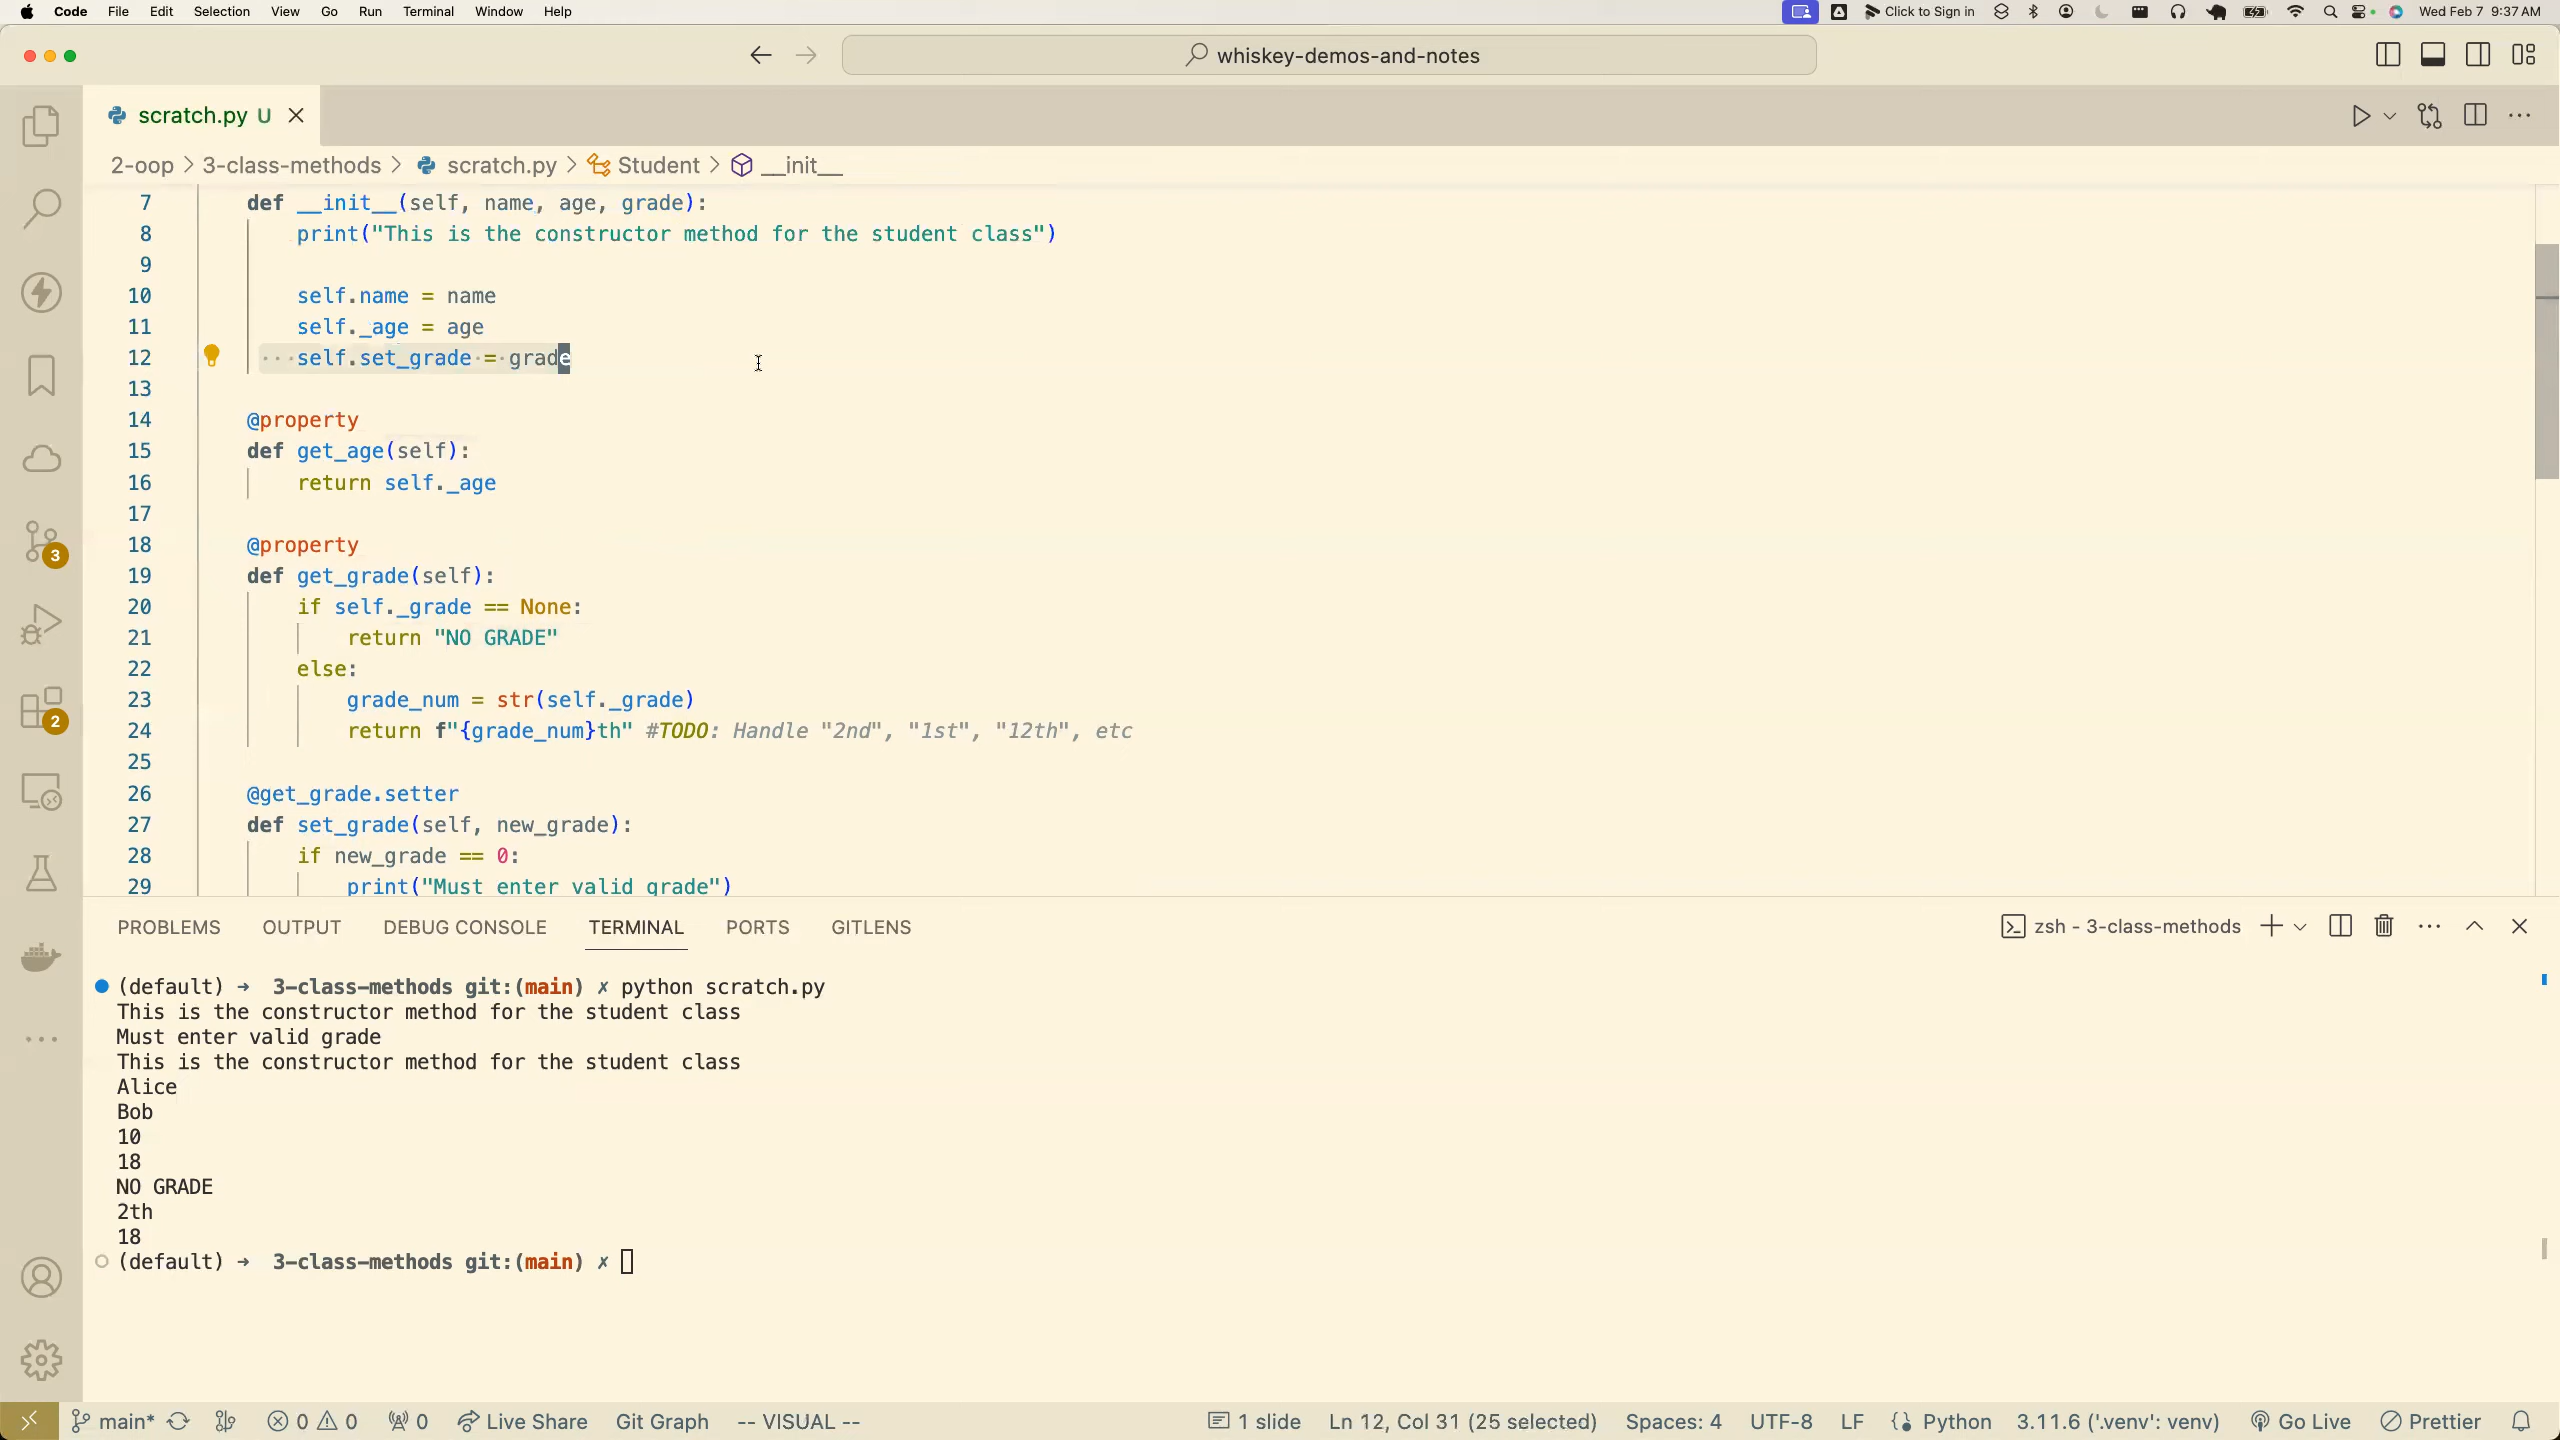 Code File Edit Selection View Go Run Terminal Window Help Click to Sign in Wed Feb 7 9:37 AM
whiskey-demos-and-notes
scratch.py U
2-oop > 3-class-methods > scratch.py > Student > __init__
7 def __init__(self, name, age, grade):
8 print("This is the constructor method for the student class")
9
10 self.name = name
11 self._age = age
12 ···self.set_grade·=·grade
13
14 @property
15 def get_age(self):
16 return self._age
17
18 @property
19 def get_grade(self):
20 if self._grade == None:
21 return "NO GRADE"
22 else:
23 grade_num = str(self._grade)
24 return f"{grade_num}th" #TODO: Handle "2nd", "1st", "12th", etc
25
26 @get_grade.setter
27 def set_grade(self, new_grade):
28 if new_grade == 0:
29 print("Must enter valid grade")
3
2
PROBLEMS OUTPUT DEBUG CONSOLE TERMINAL PORTS GITLENS zsh - 3-class-methods
(default) → 3-class-methods git:(main) ✗ python scratch.py
This is the constructor method for the student class
Must enter valid grade
This is the constructor method for the student class
Alice
Bob
10
18
NO GRADE
2th
18
(default) → 3-class-methods git:(main) ✗
main* 0 0 0 Live Share Git Graph -- VISUAL -- 1 slide Ln 12, Col 31 (25 selected) Spaces: 4 UTF-8 LF Python 3.11.6 ('.venv': venv) Go Live Prettier